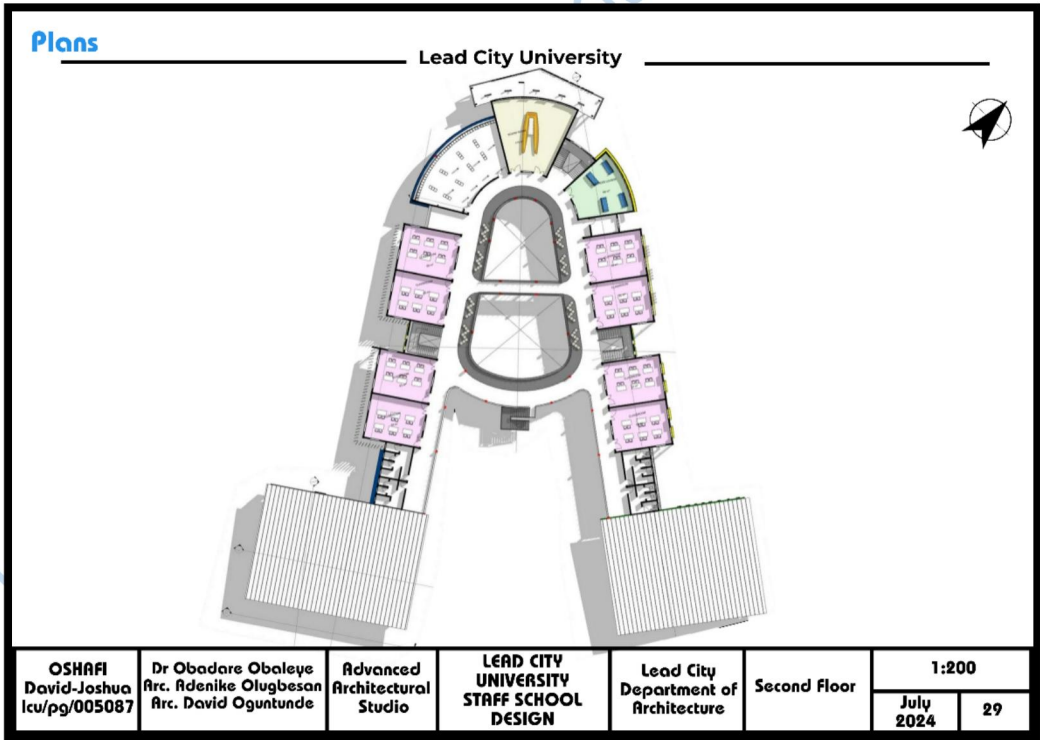 Plans
Lead City University
OSHAFI
David-Joshua
lcu/pg/005087
Dr Obadare Obaleye
Arc. Adenike Olugbesan
Arc. David Oguntunde
Advanced
Architectural
Studio
LEAD CITY
UNIVERSITY
STAFF SCHOOL
DESIGN
Lead City
Department of
Architecture
Second Floor
1:200
July
2024
29